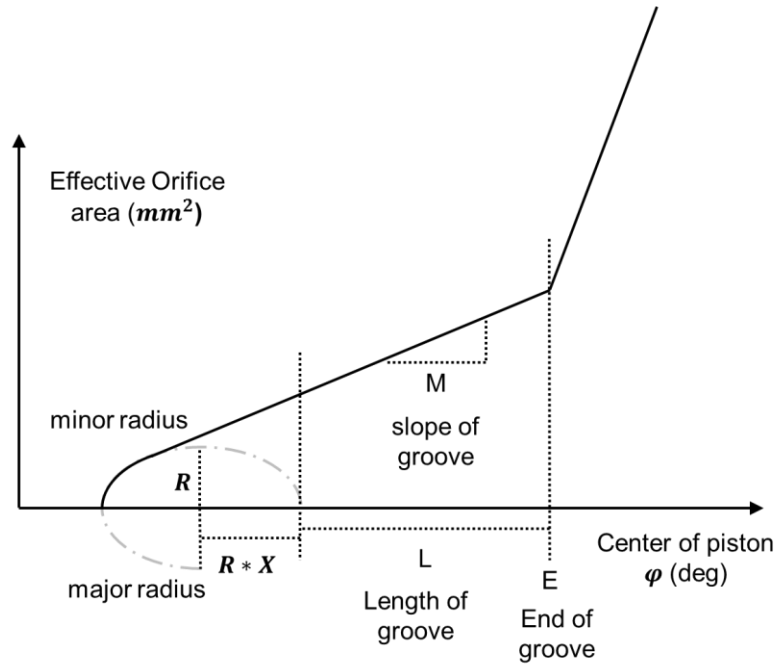 Effective Orifice
area (mm²)
minor radius
M
slope of
groove
R
R * X
major radius
L
Length of
groove
E
End of
groove
Center of piston
φ (deg)